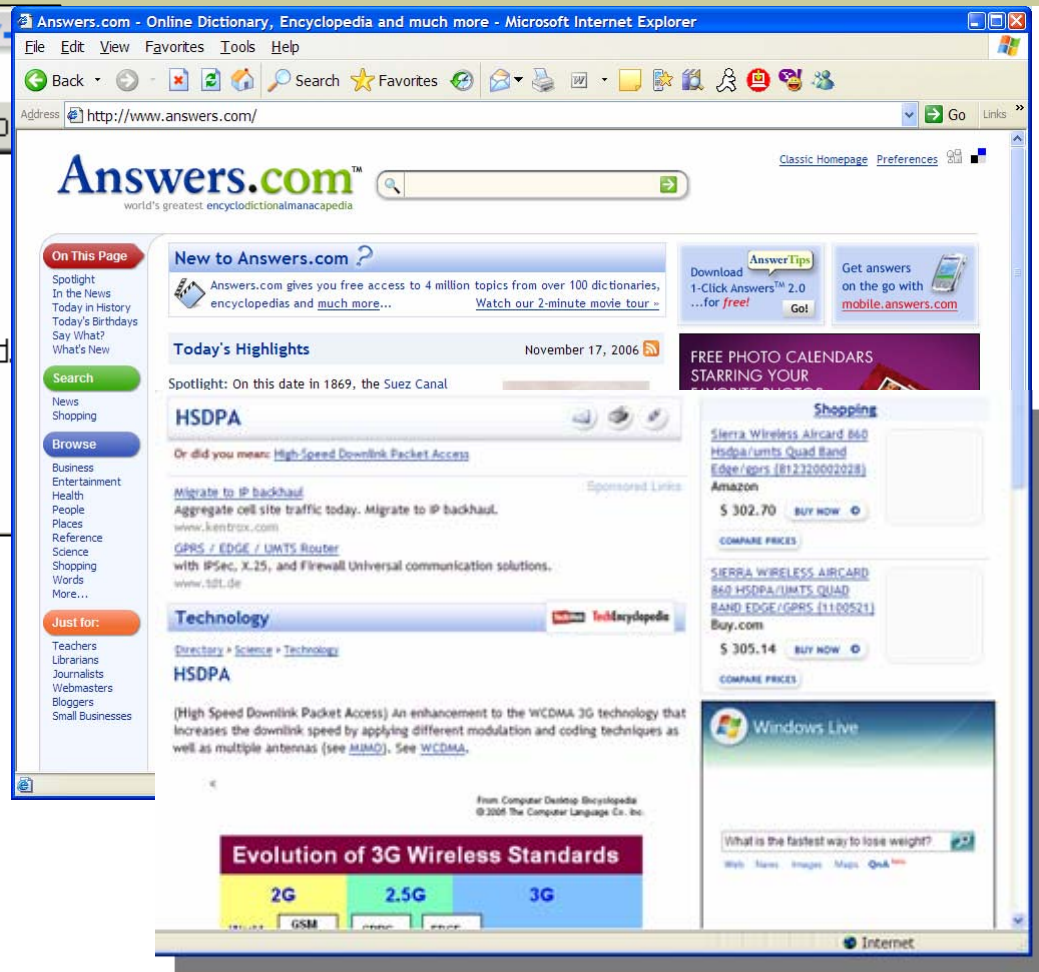 Answers.com - Online Dictionary, Encyclopedia and much more - Microsoft Internet Explorer
File Edit View Favorites Tools Help
Back Search Favorites
Address http://www.answers.com/ Go Links »
Classic Homepage Preferences
Answers.com™
world's greatest encyclodictionalmanacapedia
On This Page
Spotlight
In the News
Today in History
Today's Birthdays
Say What?
What's New
Search
News
Shopping
Browse
Business
Entertainment
Health
People
Places
Reference
Science
Shopping
Words
More...
Just for:
Teachers
Librarians
Journalists
Webmasters
Bloggers
Small Businesses
New to Answers.com ?
Answers.com gives you free access to 4 million topics from over 100 dictionaries,
encyclopedias and much more... Watch our 2-minute movie tour »
Download AnswerTips
1-Click Answers™ 2.0
...for free! Go!
Get answers
on the go with
mobile.answers.com
Today's Highlights November 17, 2006
Spotlight: On this date in 1869, the Suez Canal
FREE PHOTO CALENDARS
STARRING YOUR
HSDPA
Or did you mean: High-Speed Downlink Packet Access
Migrate to IP backhaul Sponsored Links
Aggregate cell site traffic today. Migrate to IP backhaul.
www.kentrox.com
GPRS / EDGE / UMTS Router
with IPSec, X.25, and Firewall Universal communication solutions.
www.tdt.de
Technology TechEncyclopedia
Directory > Science > Technology
HSDPA
(High Speed Downlink Packet Access) An enhancement to the WCDMA 3G technology that
increases the downlink speed by applying different modulation and coding techniques as
well as multiple antennas (see MIMO). See WCDMA.
From Computer Desktop Encyclopedia
© 2005 The Computer Language Co. Inc.
Evolution of 3G Wireless Standards
2G 2.5G 3G
GSM
Shopping
Sierra Wireless Aircard 860
Hsdpa/umts Quad Band
Edge/gprs (812320002028)
Amazon
$ 302.70 BUY NOW
COMPARE PRICES
SIERRA WIRELESS AIRCARD
860 HSDPA/UMTS QUAD
BAND EDGE/GPRS (1100521)
Buy.com
$ 305.14 BUY NOW
COMPARE PRICES
Windows Live
What is the fastest way to lose weight?
Web News Images Maps QnA
Internet